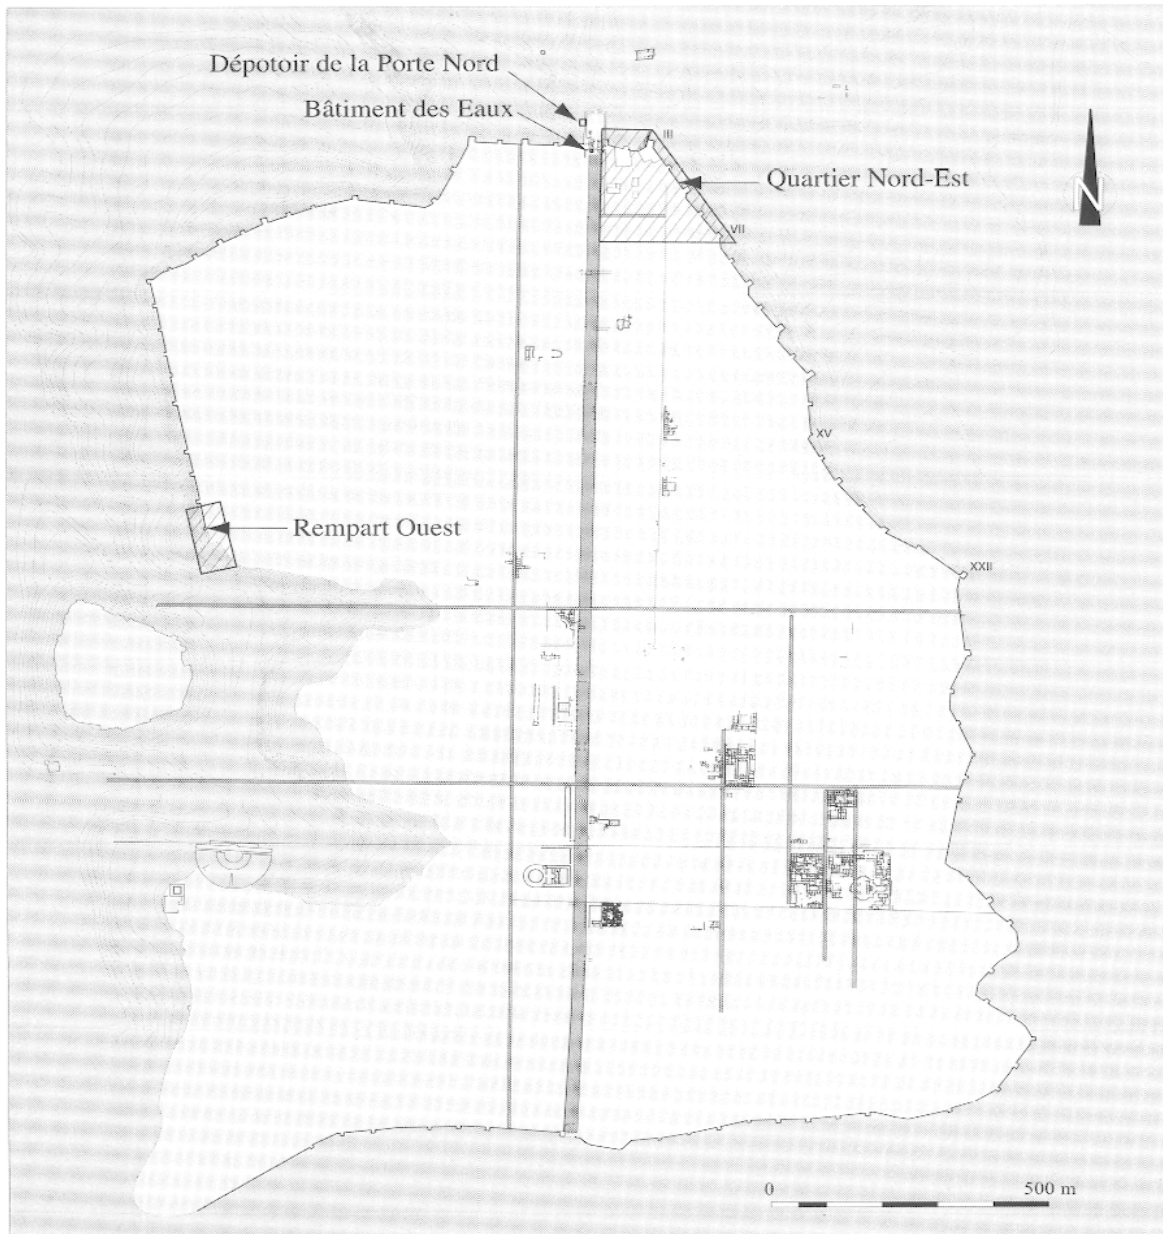 Dépotoir de la Porte Nord
Bâtiment des Eaux
III
Quartier Nord-Est
N
VII
XV
Rempart Ouest
XXII
0 500 m